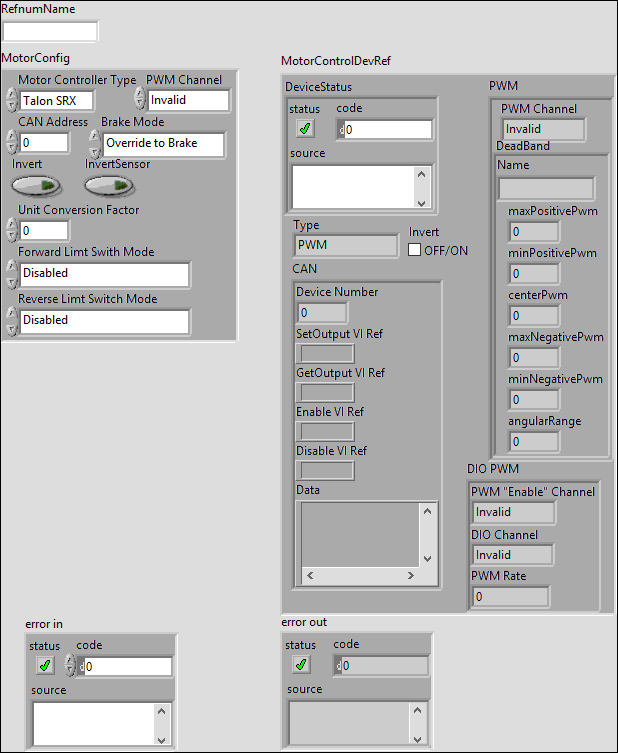 RefnumName
MotorConfig
Motor Controller Type
PWM Channel
Talon SRX
Invalid
CAN Address
Brake Mode
0
Override to Brake
Invert
InvertSensor
Unit Conversion Factor
0
Forward Limt Swith Mode
Disabled
Reverse Limt Switch Mode
Disabled
MotorControlDevRef
DeviceStatus
status
code
d0
source
Type
PWM
Invert
OFF/ON
CAN
Device Number
0
SetOutput VI Ref
GetOutput VI Ref
Enable VI Ref
Disable VI Ref
Data
PWM
PWM Channel
Invalid
DeadBand
Name
maxPositivePwm
0
minPositivePwm
0
centerPwm
0
maxNegativePwm
0
minNegativePwm
0
angularRange
0
DIO PWM
PWM "Enable" Channel
Invalid
DIO Channel
Invalid
PWM Rate
0
error in
status
code
d0
source
error out
status
code
d0
source